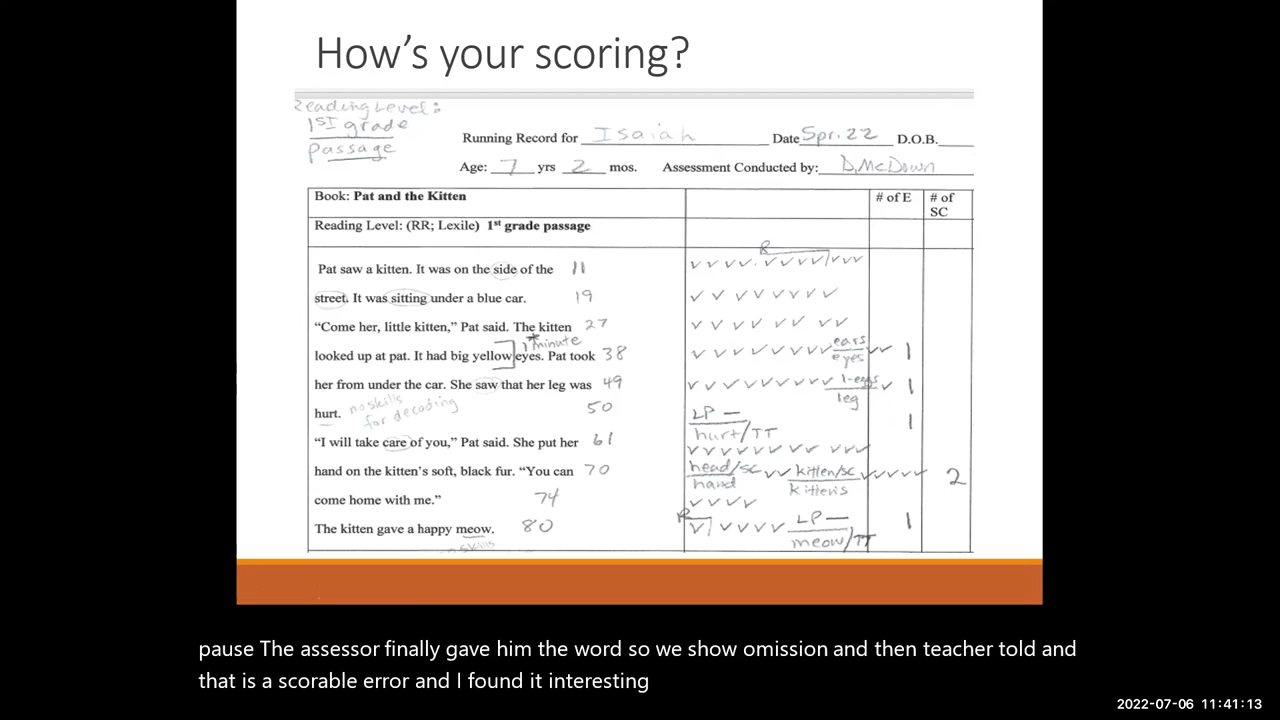 How's your scoring?
Reading Level:
1ST grade
passage
Running Record for Isaiah Date Spr. 22 D.O.B.
Age: 7 yrs 2 mos. Assessment Conducted by: D. McDown
Book: Pat and the Kitten # of E # of SC
Reading Level: (RR; Lexile) 1st grade passage
R
Pat saw a kitten. It was on the side of the 11 ✓✓✓✓ ✓✓✓✓ ✓✓✓
street. It was sitting under a blue car. 19 ✓✓✓✓✓✓✓✓
"Come her, little kitten," Pat said. The kitten 27 ✓✓✓✓✓✓✓✓
* 1 minute
looked up at pat. It had big yellow] eyes. Pat took 38 ✓✓✓✓✓✓✓✓ ears/eyes ✓✓ 1
her from under the car. She saw that her leg was 49 leg ✓ 1
hurt. no skills for decoding 50 LP — hurt/TT 1
"I will take care of you," Pat said. She put her 61 ✓✓✓✓✓✓✓ ✓✓✓
hand on the kitten's soft, black fur. "You can 70 head/SC hand ✓✓ kitten/SC kittens ✓✓✓✓✓ 2
come home with me." 74 ✓✓✓✓
The kitten gave a happy meow. 80 R ✓ ✓✓✓✓ LP — meow/TT 1
skills
pause The assessor finally gave him the word so we show omission and then teacher told and
that is a scorable error and I found it interesting
2022-07-06 11:41:13